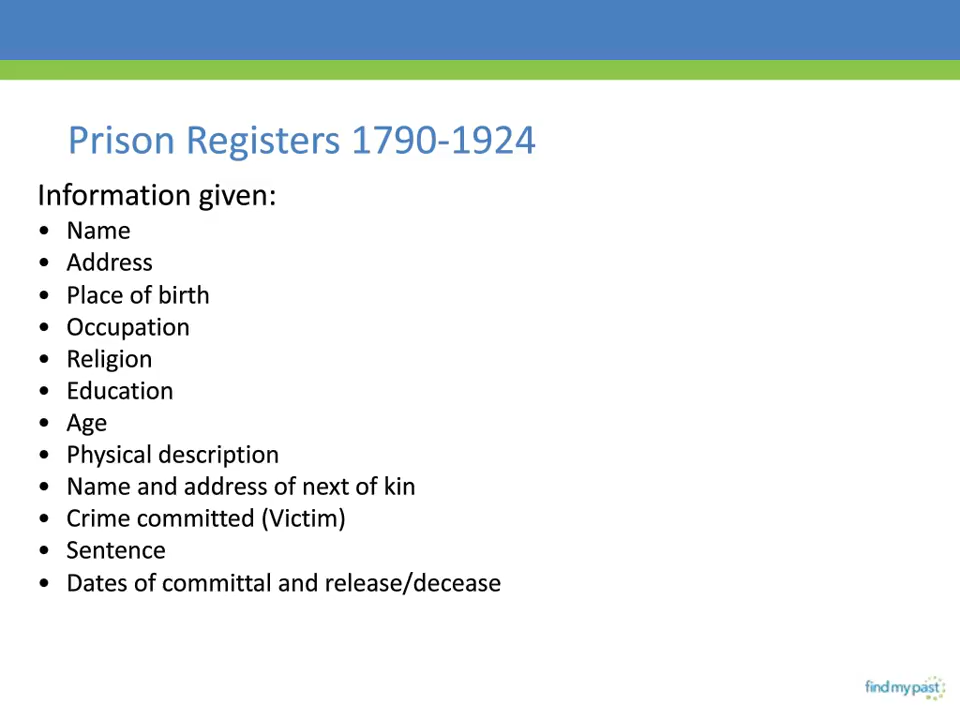 Prison Registers 1790-1924
Information given:
• Name
• Address
• Place of birth
• Occupation
• Religion
• Education
• Age
• Physical description
• Name and address of next of kin
• Crime committed (Victim)
• Sentence
• Dates of committal and release/decease
findmypast